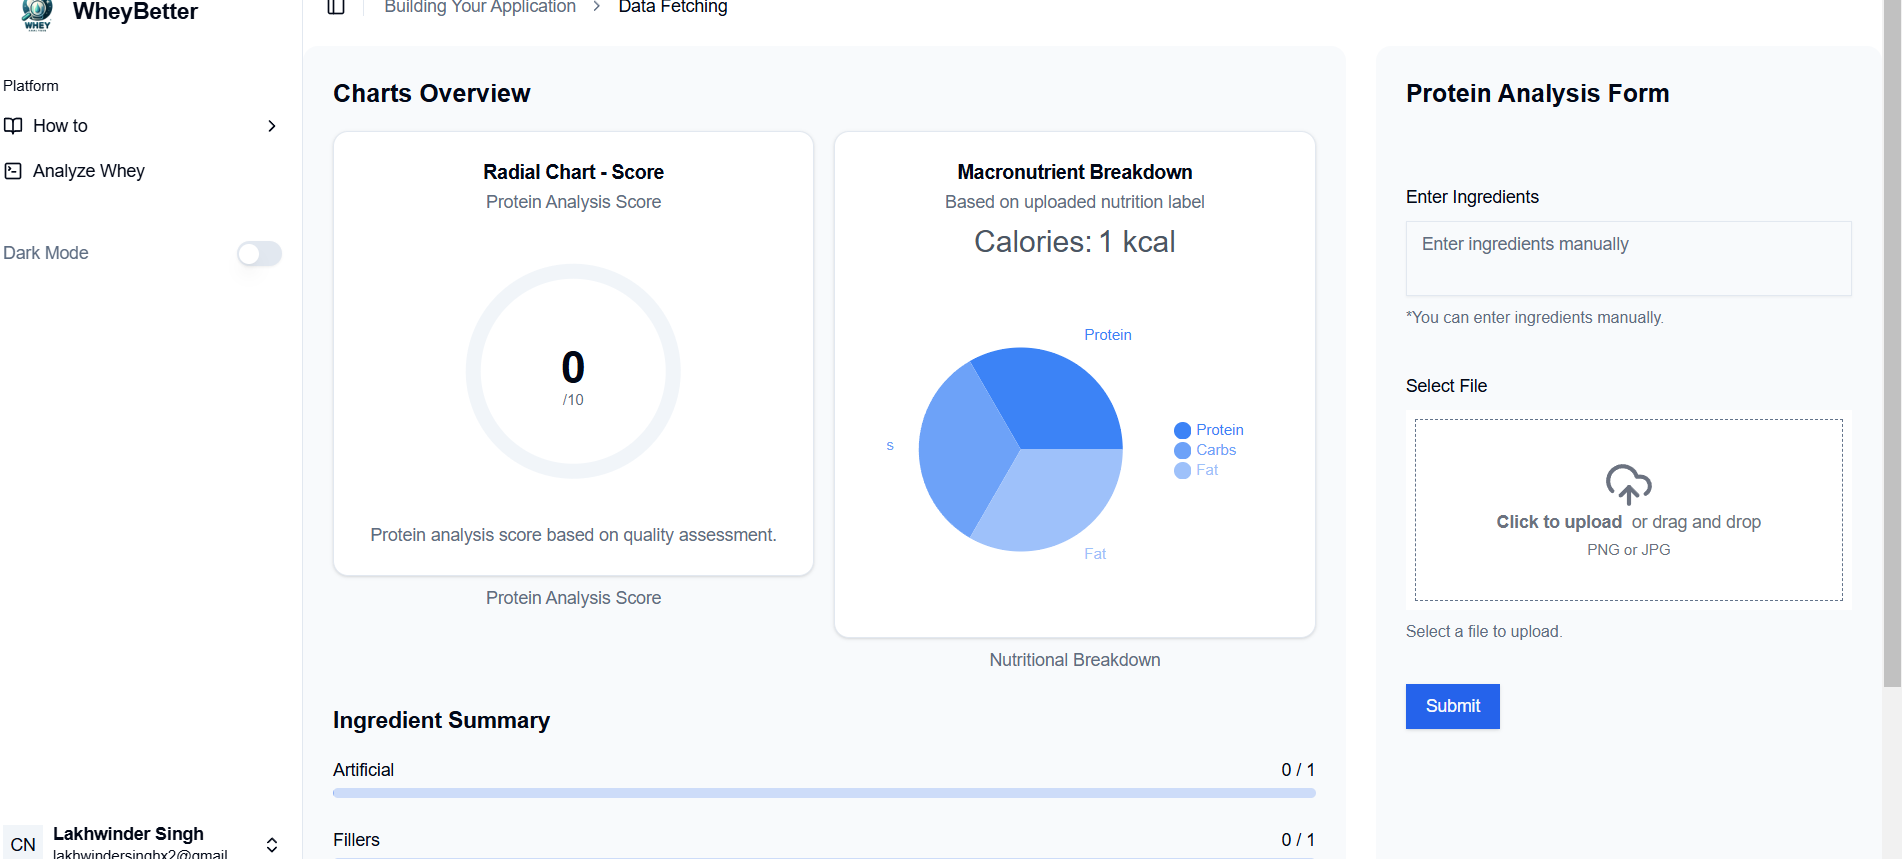 WHEY
WheyBetter
Building Your Application > Data Fetching
Platform
How to
Analyze Whey
Dark Mode
CN
Lakhwinder Singh
lakhwindersinghx2@gmail
Charts Overview
Radial Chart - Score
Protein Analysis Score
0
/10
Protein analysis score based on quality assessment.
Protein Analysis Score
Macronutrient Breakdown
Based on uploaded nutrition label
Calories: 1 kcal
Protein
s
Fat
Protein
Carbs
Fat
Nutritional Breakdown
Ingredient Summary
Artificial 0 / 1
Fillers 0 / 1
Protein Analysis Form
Enter Ingredients
Enter ingredients manually
*You can enter ingredients manually.
Select File
Click to upload or drag and drop
PNG or JPG
Select a file to upload.
Submit